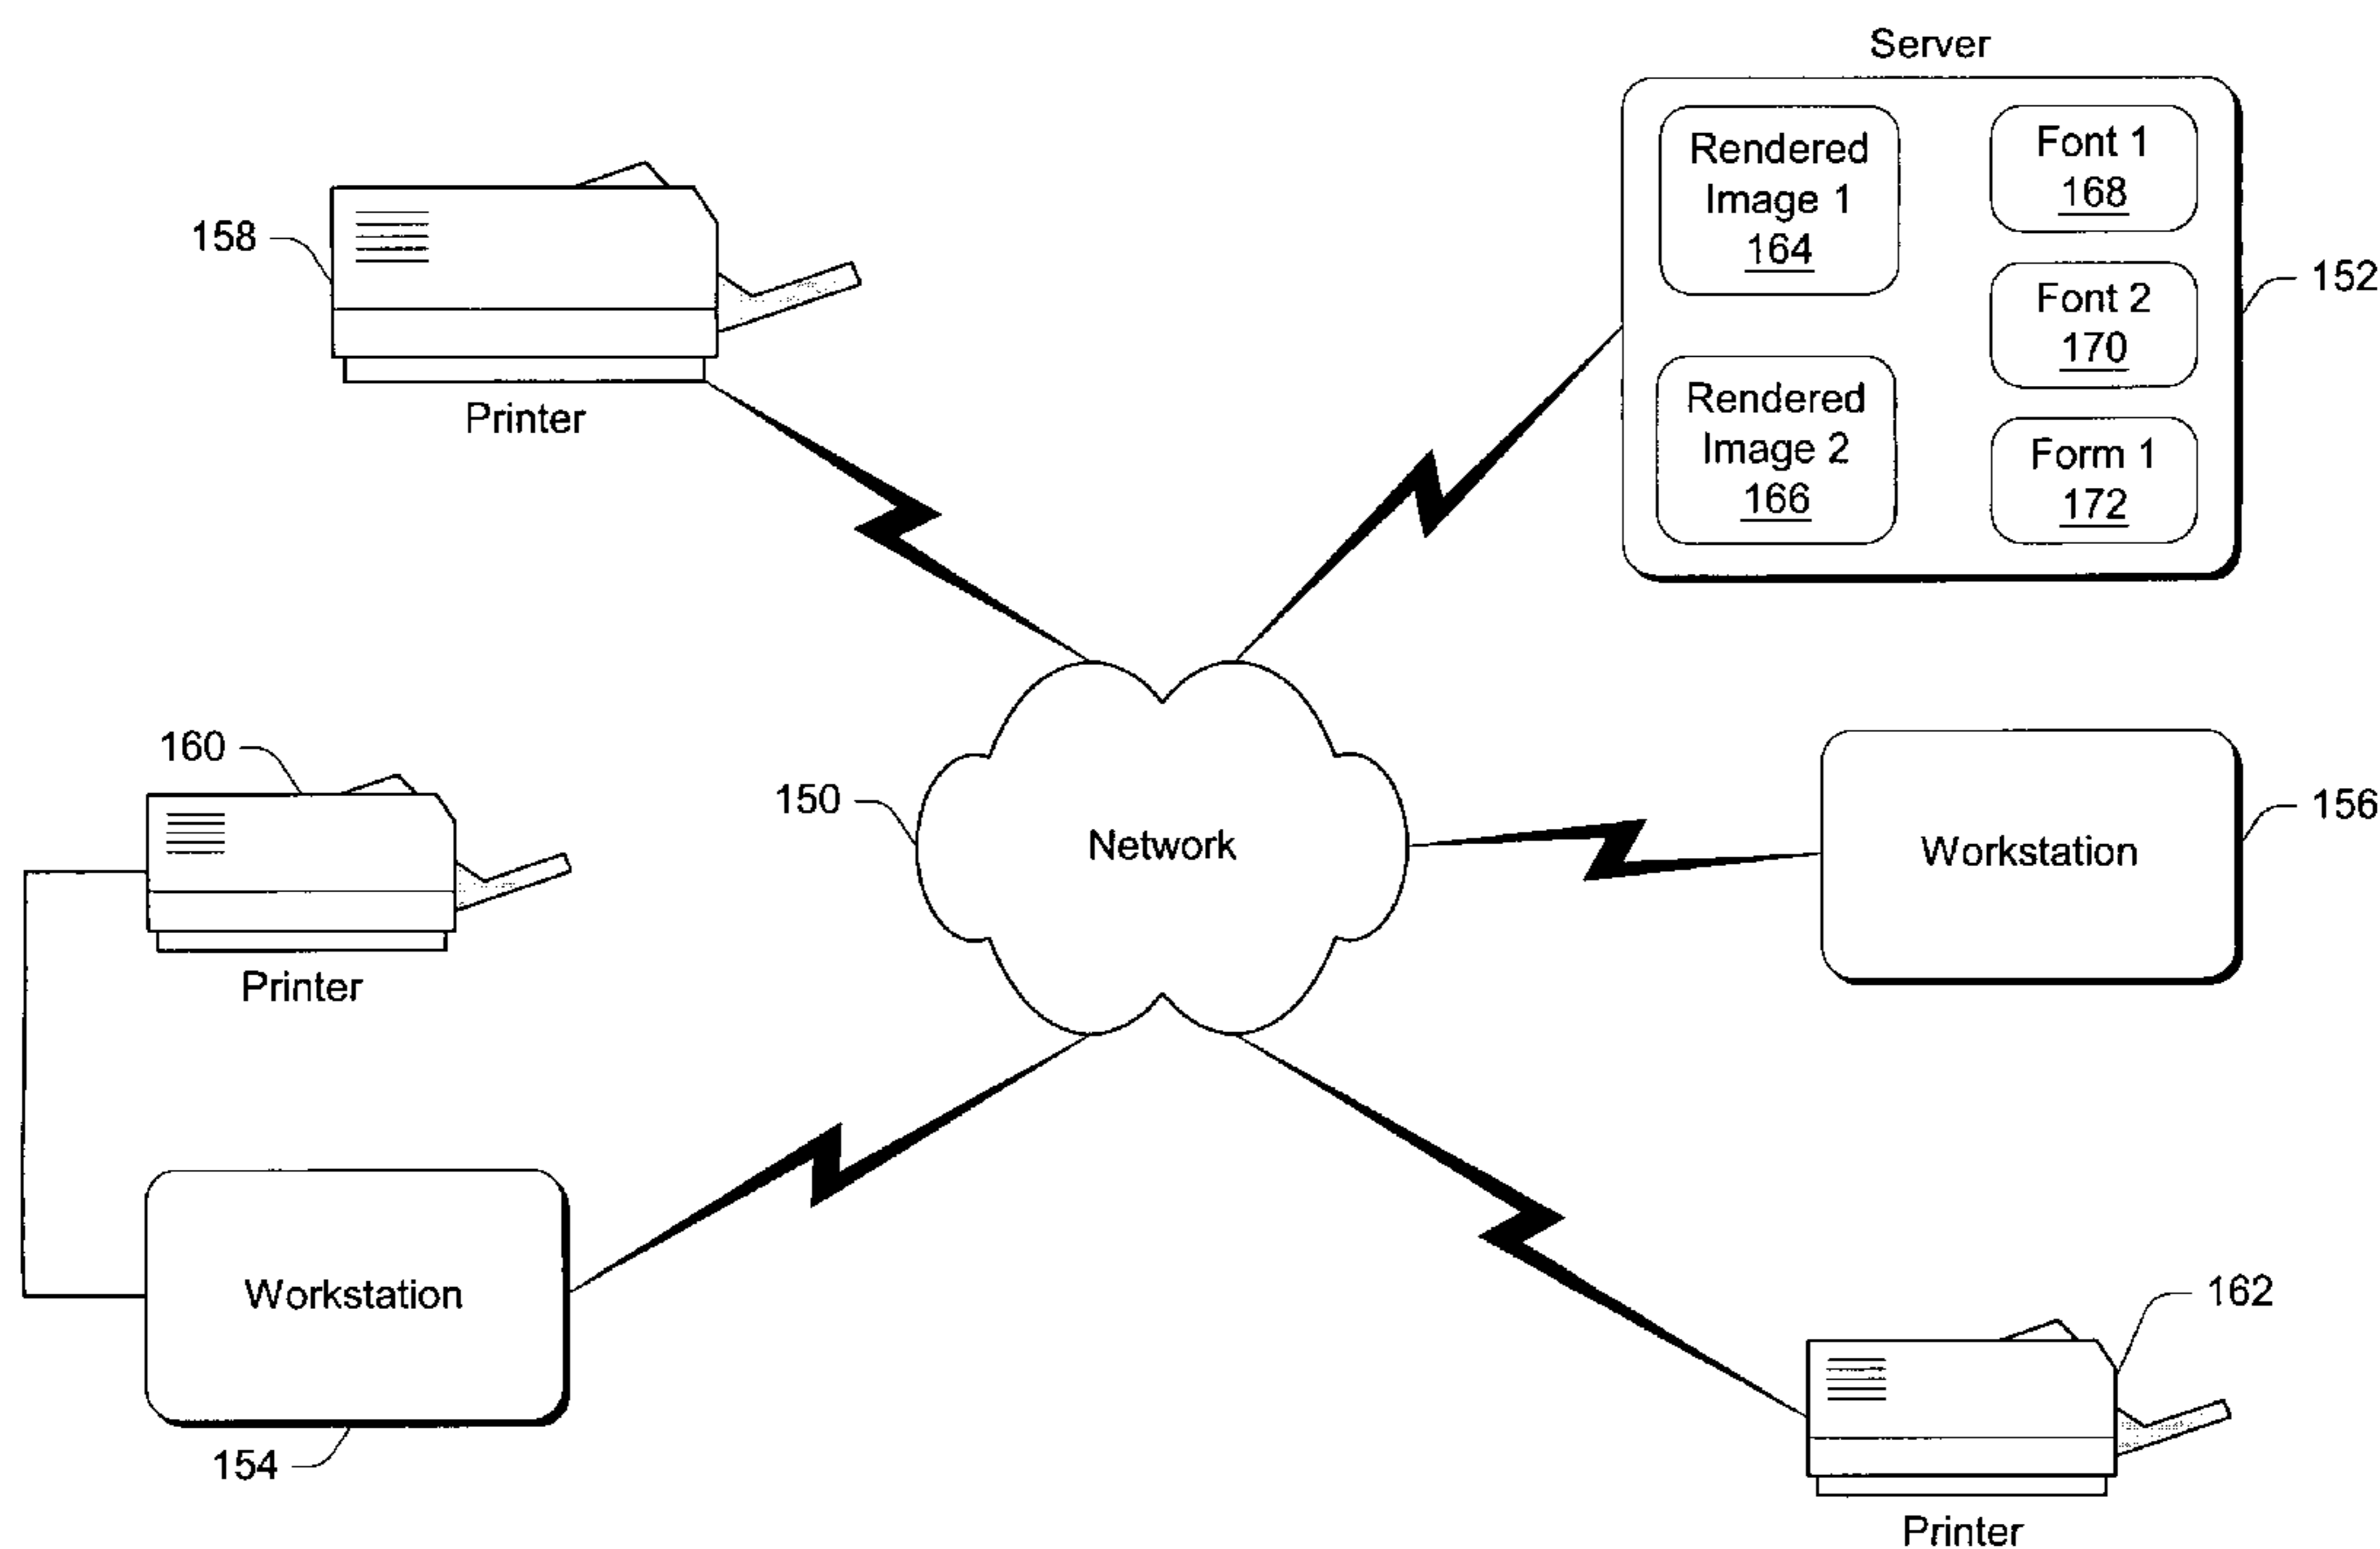 Server
Rendered
Image 1
164
Font 1
168
158
152
Font 2
170
Printer
Rendered
Image 2
166
Form 1
172
160
150
Network
156
Workstation
Printer
Workstation
162
154
Printer